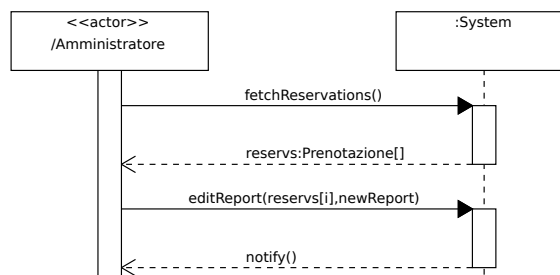 <<actor>>
/Amministratore
:System
fetchReservations()
reservs:Prenotazione[]
editReport(reservs[i],newReport)
notify()